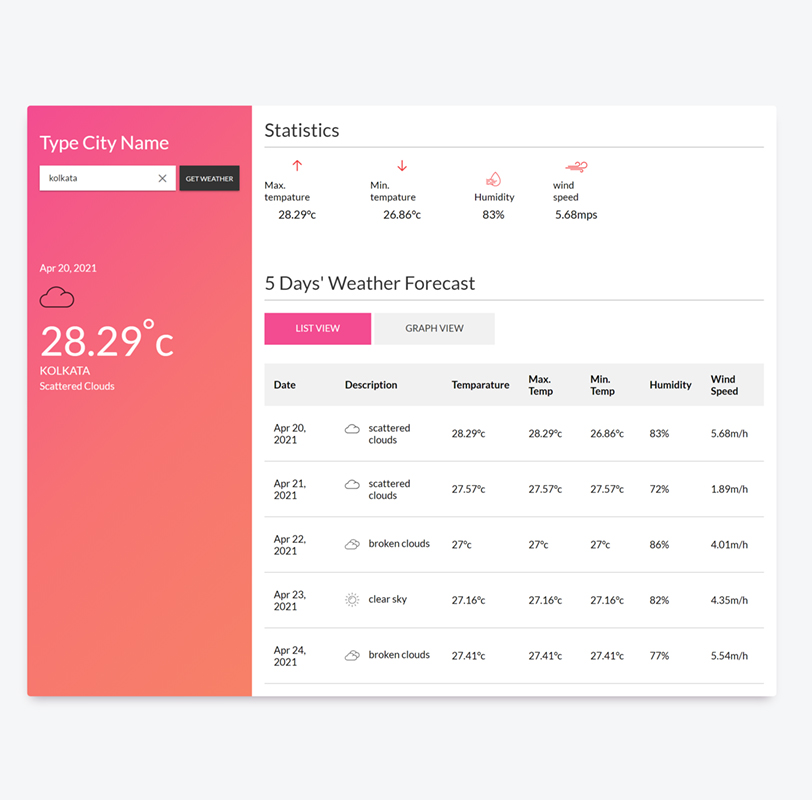 Type City Name
kolkata
GET WEATHER
Apr 20, 2021
28.29°c
KOLKATA
Scattered Clouds
Statistics
Max.
tempature
28.29°c
Min.
tempature
26.86°c
Humidity
83%
wind
speed
5.68mps
5 Days' Weather Forecast
LIST VIEW
GRAPH VIEW
Date Description Temparature Max. Temp Min. Temp Humidity Wind Speed
Apr 20, 2021 scattered clouds 28.29°c 28.29°c 26.86°c 83% 5.68m/h
Apr 21, 2021 scattered clouds 27.57°c 27.57°c 27.57°c 72% 1.89m/h
Apr 22, 2021 broken clouds 27°c 27°c 27°c 86% 4.01m/h
Apr 23, 2021 clear sky 27.16°c 27.16°c 27.16°c 82% 4.35m/h
Apr 24, 2021 broken clouds 27.41°c 27.41°c 27.41°c 77% 5.54m/h